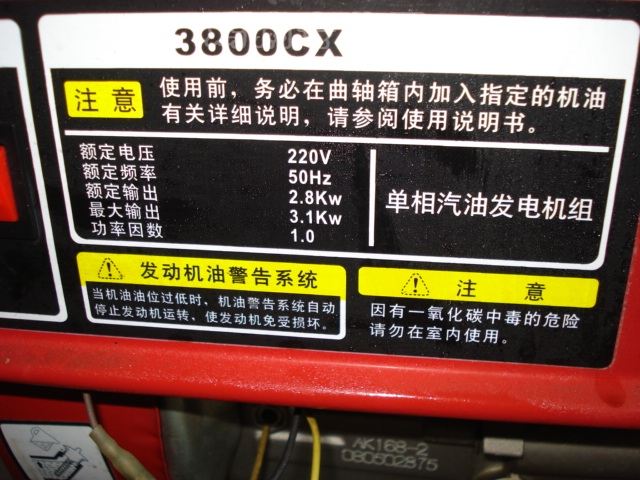 3800CX
注意
使用前，务必在曲轴箱内加入指定的机油
有关详细说明，请参阅使用说明书。
额定电压 220V
额定频率 50Hz
额定输出 2.8Kw
最大输出 3.1Kw
功率因数 1.0
单相汽油发电机组
发动机油警告系统
当机油油位过低时、机油警告系统自动
停止发动机运转、使发动机免受损坏.
注意
因有一氧化碳中毒的危险
请勿在室内使用。
AK168-2
080502875